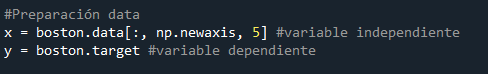 #Preparación data
x = boston.data[:, np.newaxis, 5] #variable independiente
y = boston.target #variable dependiente